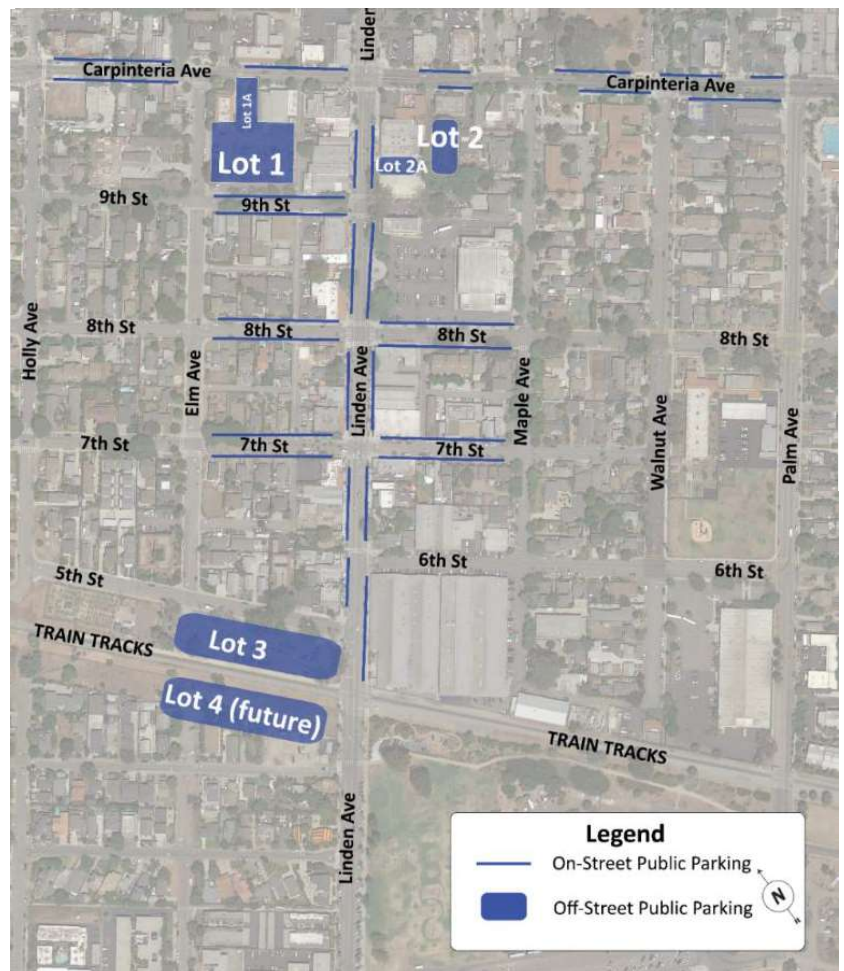 Linden
Carpinteria Ave
Carpinteria Ave
Lot 1A
Lot 1
Lot 2
Lot 2A
9th St
9th St
8th St
8th St
8th St
8th St
Holly Ave
Elm Ave
Linden Ave
Maple Ave
Walnut Ave
Palm Ave
7th St
7th St
7th St
6th St
6th St
5th St
TRAIN TRACKS
Lot 3
Lot 4 (future)
TRAIN TRACKS
Linden Ave
Legend
On-Street Public Parking
Off-Street Public Parking
N